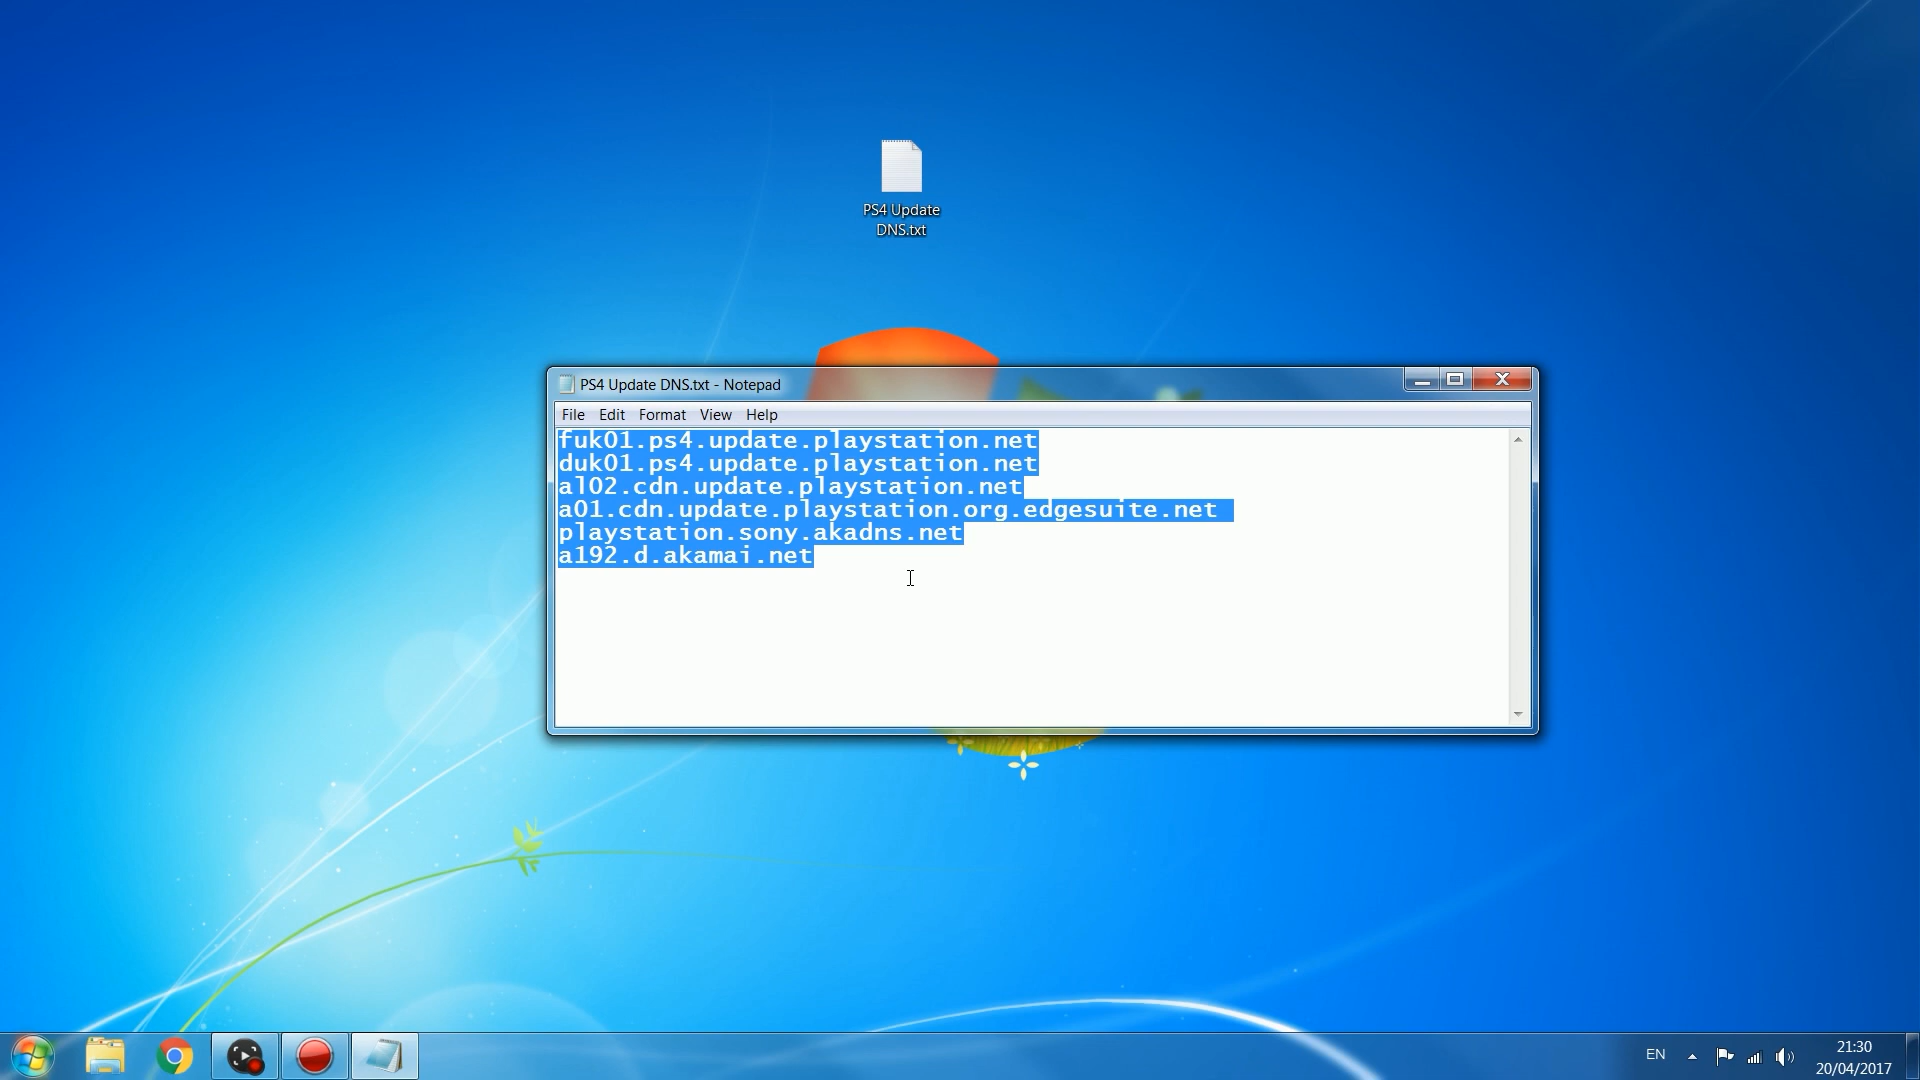 PS4 Update
DNS.txt
PS4 Update DNS.txt - Notepad
File Edit Format View Help
fuk01.ps4.update.playstation.net
duk01.ps4.update.playstation.net
al02.cdn.update.playstation.net
a01.cdn.update.playstation.org.edgesuite.net
playstation.sony.akadns.net
a192.d.akamai.net
EN
21:30
20/04/2017